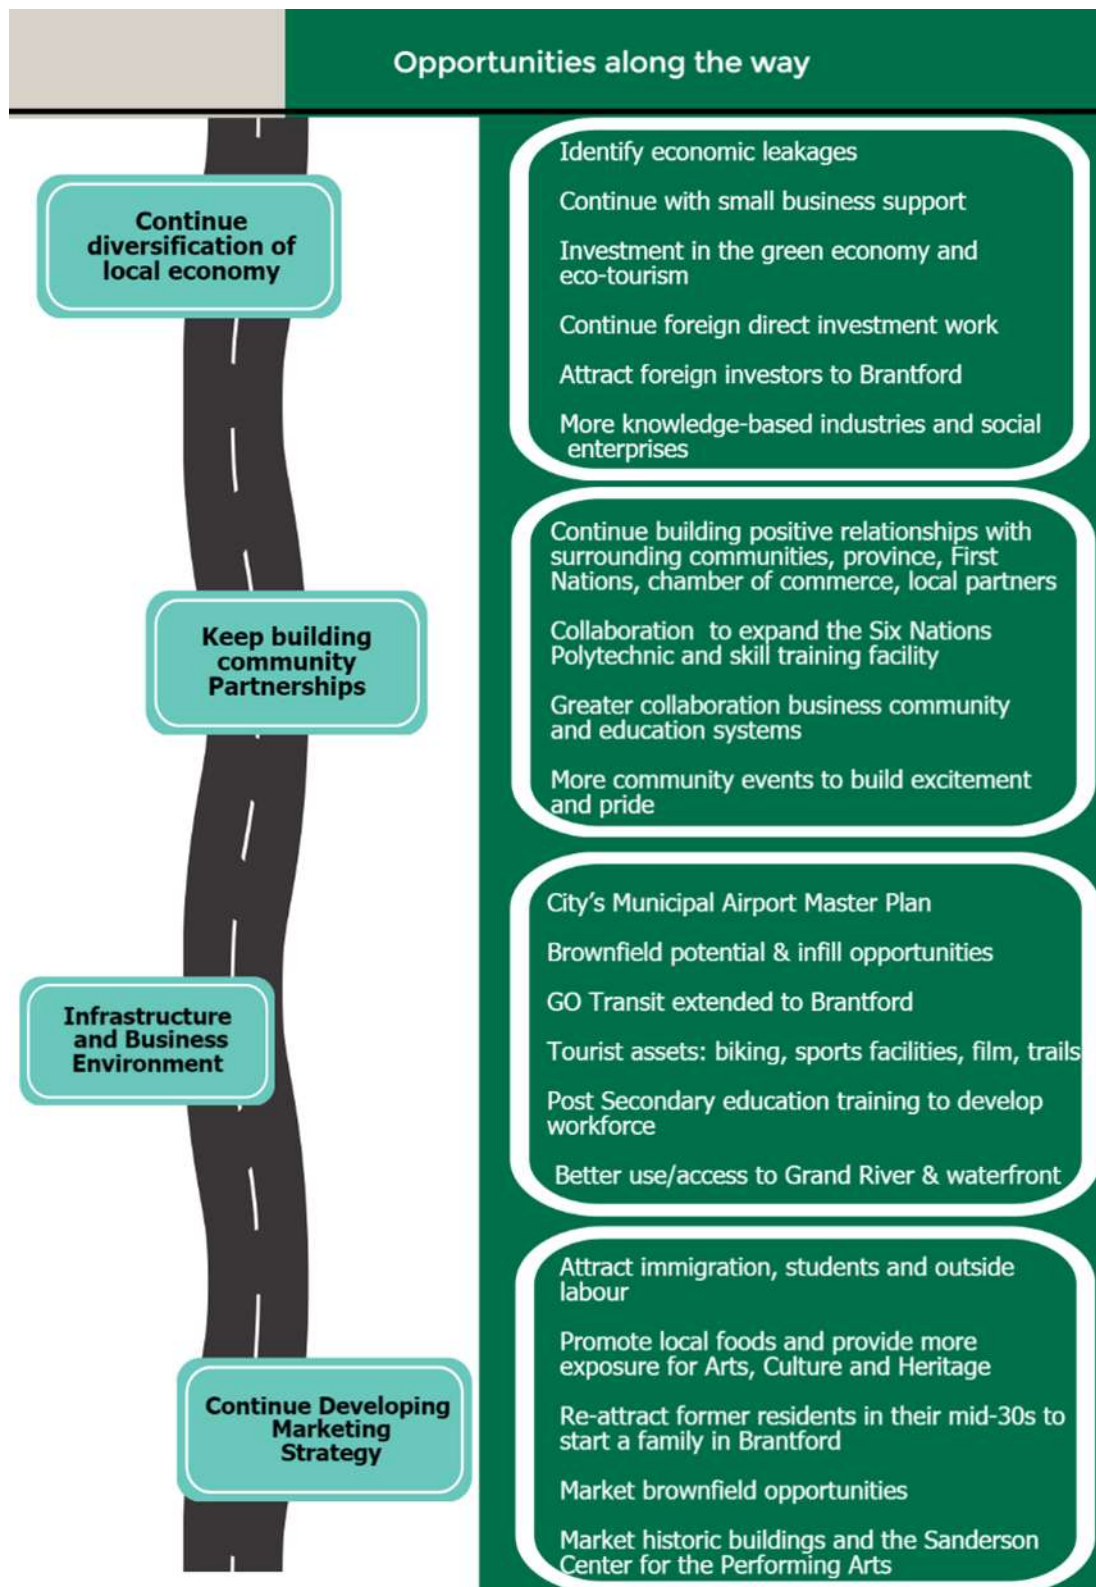 Opportunities along the way
Continue
diversification of
local economy
Identify economic leakages
Continue with small business support
Investment in the green economy and
eco-tourism
Continue foreign direct investment work
Attract foreign investors to Brantford
More knowledge-based industries and social
enterprises
Keep building
community
Partnerships
Continue building positive relationships with
surrounding communities, province, First
Nations, chamber of commerce, local partners
Collaboration to expand the Six Nations
Polytechnic and skill training facility
Greater collaboration business community
and education systems
More community events to build excitement
and pride
Infrastructure
and Business
Environment
City's Municipal Airport Master Plan
Brownfield potential & infill opportunities
GO Transit extended to Brantford
Tourist assets: biking, sports facilities, film, trails
Post Secondary education training to develop
workforce
Better use/access to Grand River & waterfront
Continue Developing
Marketing
Strategy
Attract immigration, students and outside
labour
Promote local foods and provide more
exposure for Arts, Culture and Heritage
Re-attract former residents in their mid-30s to
start a family in Brantford
Market brownfield opportunities
Market historic buildings and the Sanderson
Center for the Performing Arts